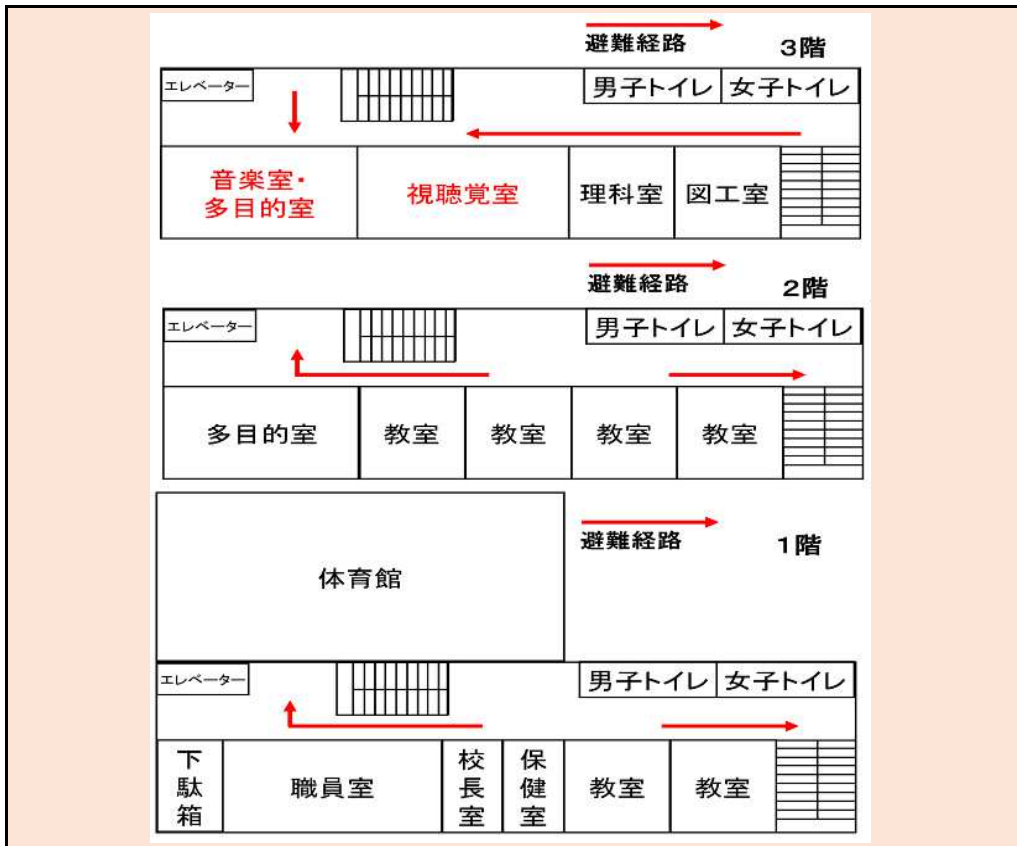 避難経路
3階
エレベーター
男子トイレ
女子トイレ
音楽室・
多目的室
視聴覚室
理科室
図工室
避難経路
2階
エレベーター
男子トイレ
女子トイレ
多目的室
教室
教室
教室
教室
体育館
避難経路
1階
エレベーター
男子トイレ
女子トイレ
下駄箱
職員室
校長室
保健室
教室
教室